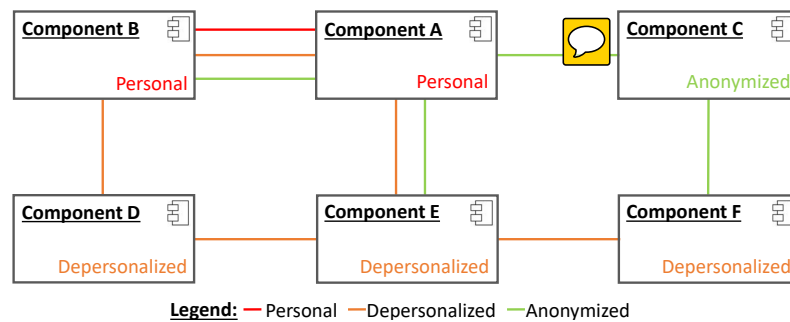 Component B
Personal
Component A
Personal
Component C
Anonymized
Component D
Depersonalized
Component E
Depersonalized
Component F
Depersonalized
Legend: Personal Depersonalized Anonymized